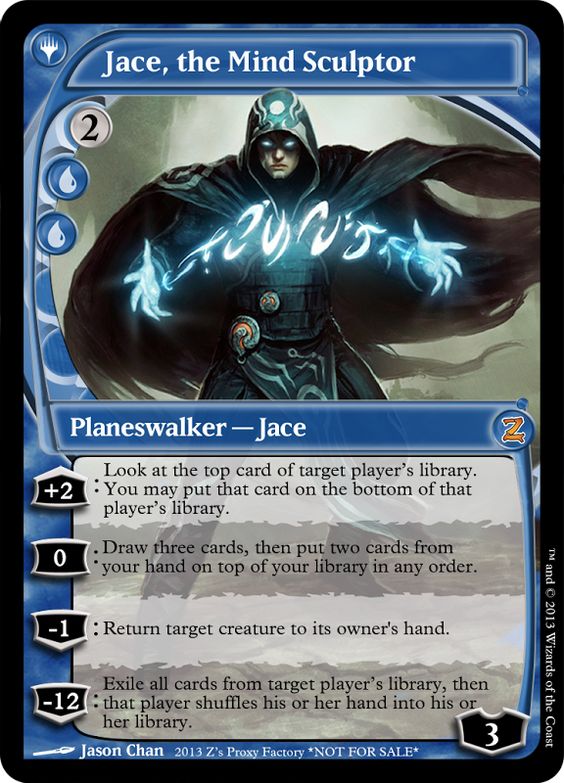 Jace, the Mind Sculptor
2
Planeswalker — Jace
Z
+2 : Look at the top card of target player's library.
You may put that card on the bottom of that
player's library.
0 : Draw three cards, then put two cards from
your hand on top of your library in any order.
-1 : Return target creature to its owner's hand.
-12 : Exile all cards from target player's library, then
that player shuffles his or her hand into his or
her library.
3
Jason Chan 2013 Z's Proxy Factory *NOT FOR SALE*
™ and © 2013 Wizards of the Coast